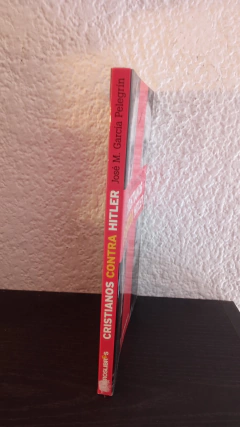 CRISTIANOS CONTRA HITLER
José M. García Pelegrín